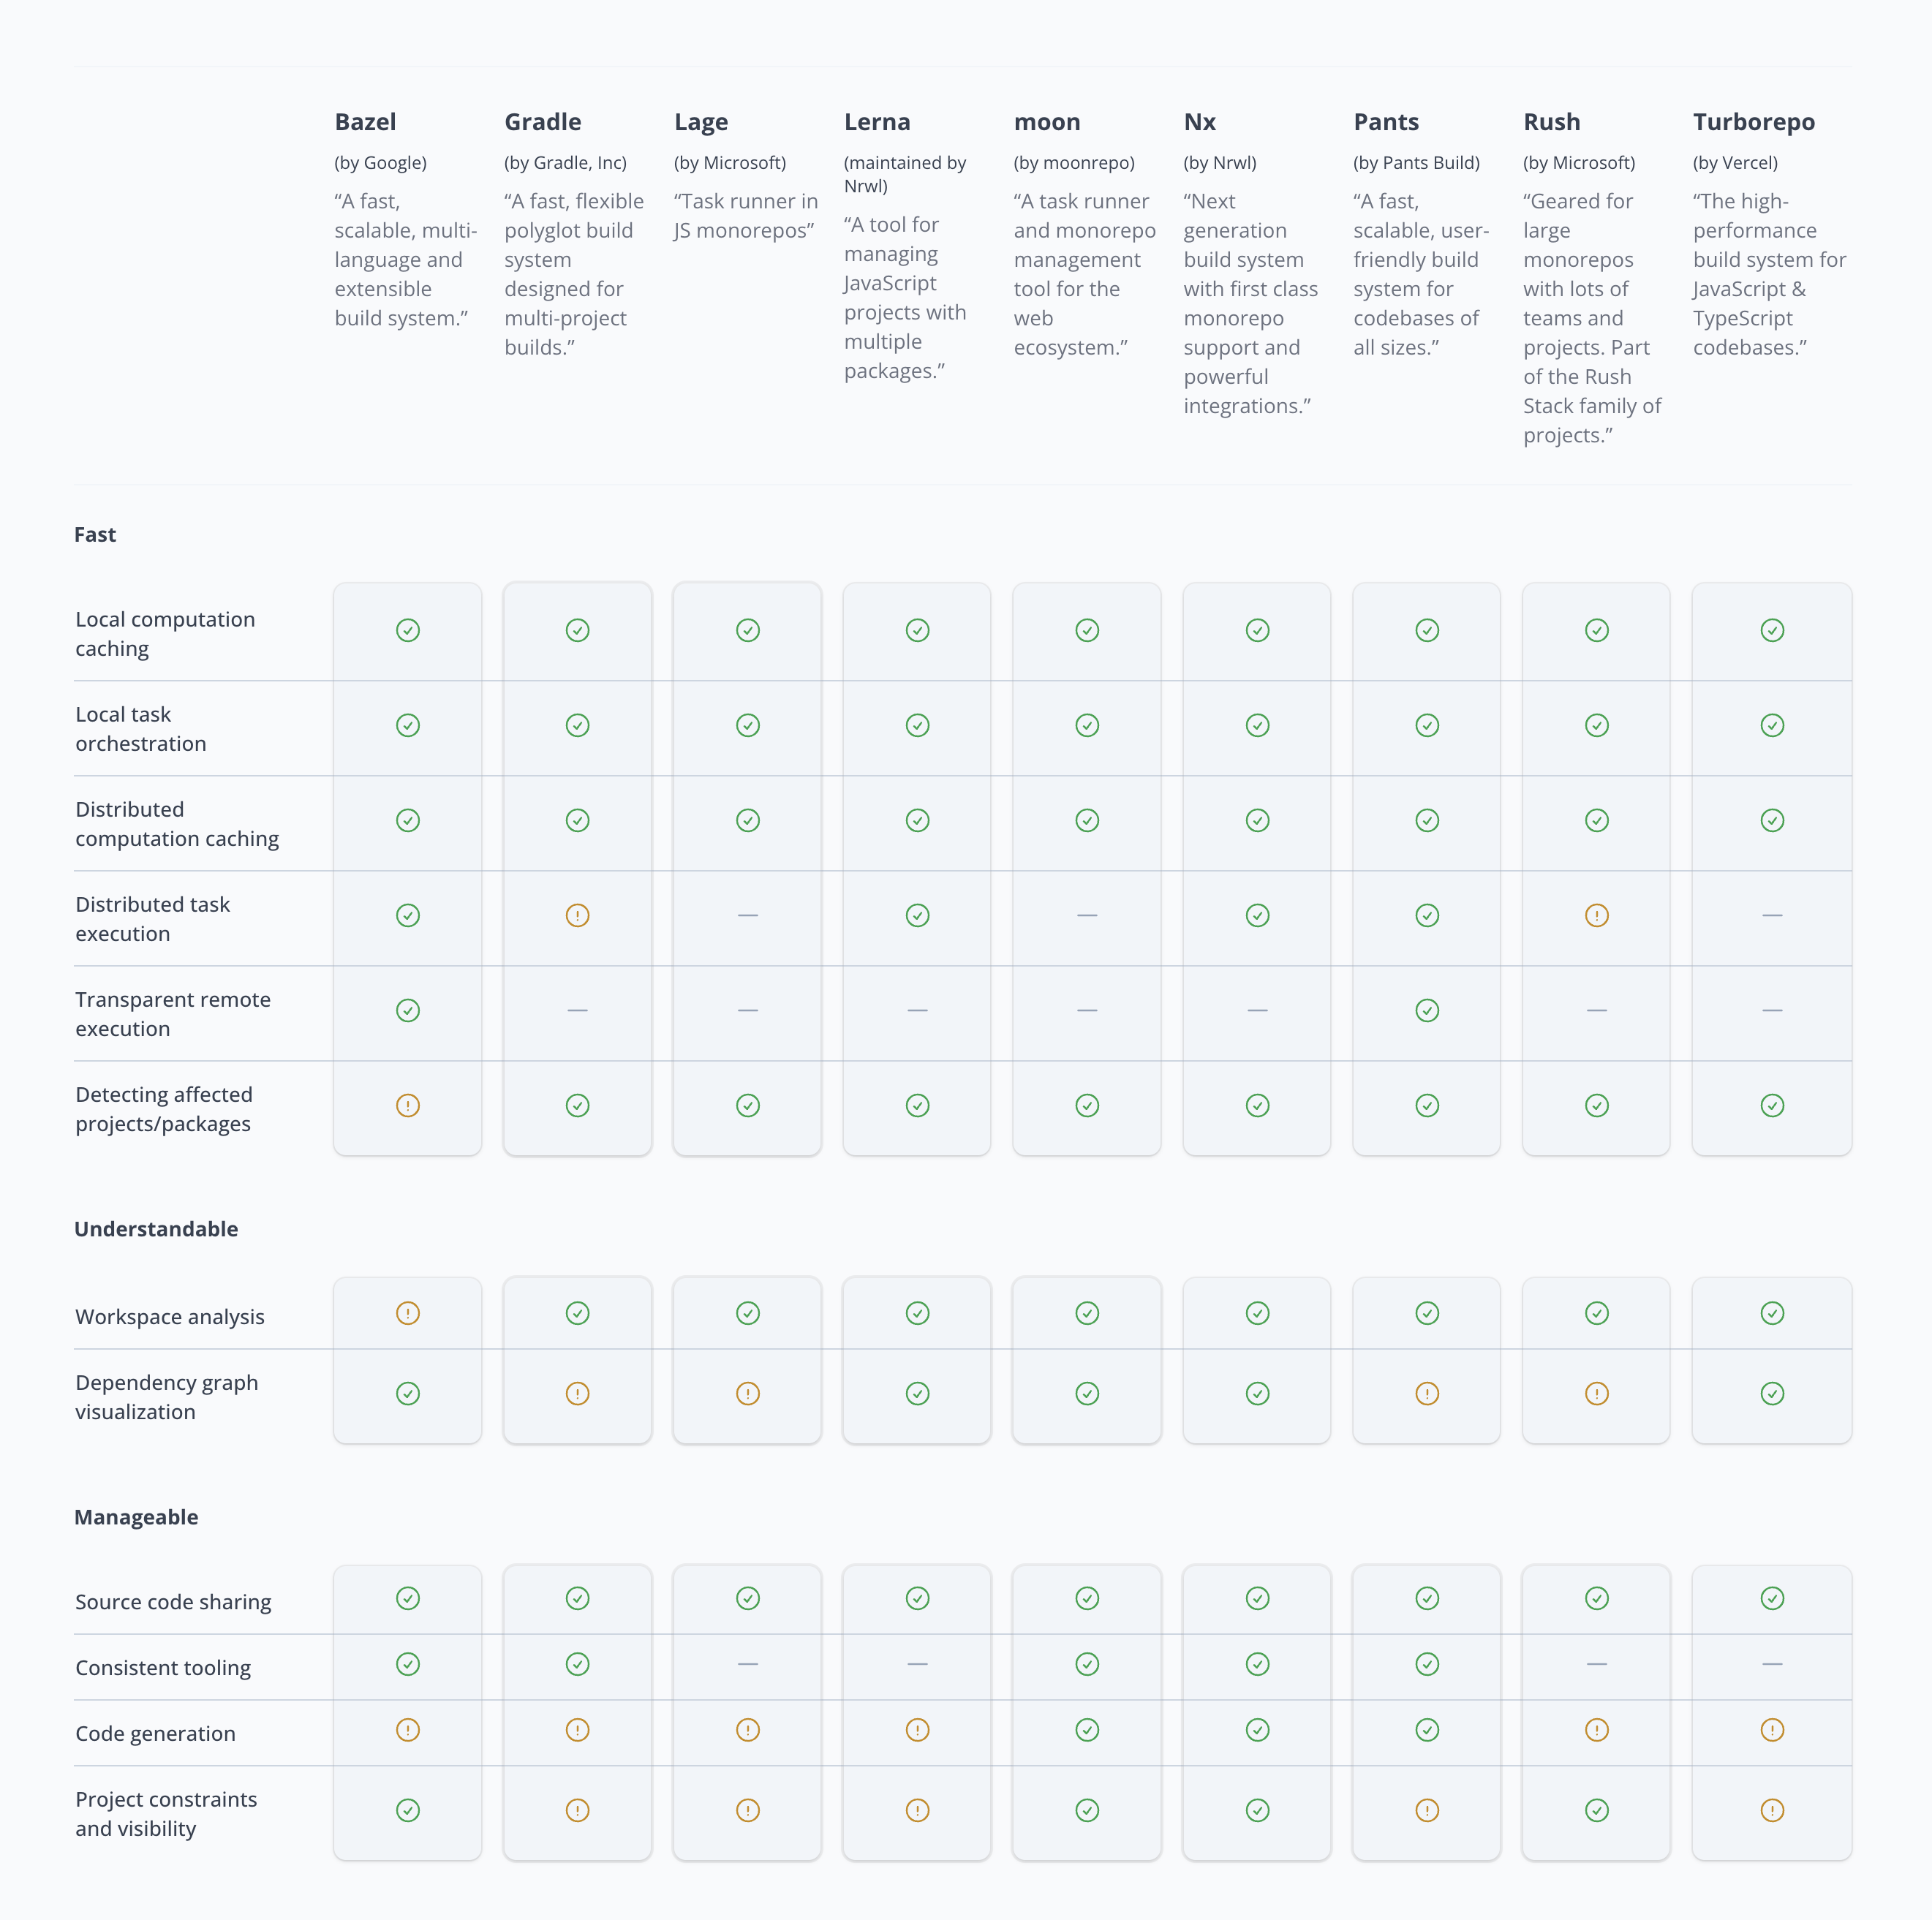 Bazel
(by Google)
“A fast,
scalable, multi-
language and
extensible
build system.”
Gradle
(by Gradle, Inc)
“A fast, flexible
polyglot build
system
designed for
multi-project
builds.”
Lage
(by Microsoft)
“Task runner in
JS monorepos”
Lerna
(maintained by
Nrwl)
“A tool for
managing
JavaScript
projects with
multiple
packages.”
moon
(by moonrepo)
“A task runner
and monorepo
management
tool for the
web
ecosystem.”
Nx
(by Nrwl)
“Next
generation
build system
with first class
monorepo
support and
powerful
integrations.”
Pants
(by Pants Build)
“A fast,
scalable, user-
friendly build
system for
codebases of
all sizes.”
Rush
(by Microsoft)
“Geared for
large
monorepos
with lots of
teams and
projects. Part
of the Rush
Stack family of
projects.”
Turborepo
(by Vercel)
“The high-
performance
build system for
JavaScript &
TypeScript
codebases.”
Fast
Local computation
caching
Local task
orchestration
Distributed
computation caching
Distributed task
execution
Transparent remote
execution
Detecting affected
projects/packages
Understandable
Workspace analysis
Dependency graph
visualization
Manageable
Source code sharing
Consistent tooling
Code generation
Project constraints
and visibility